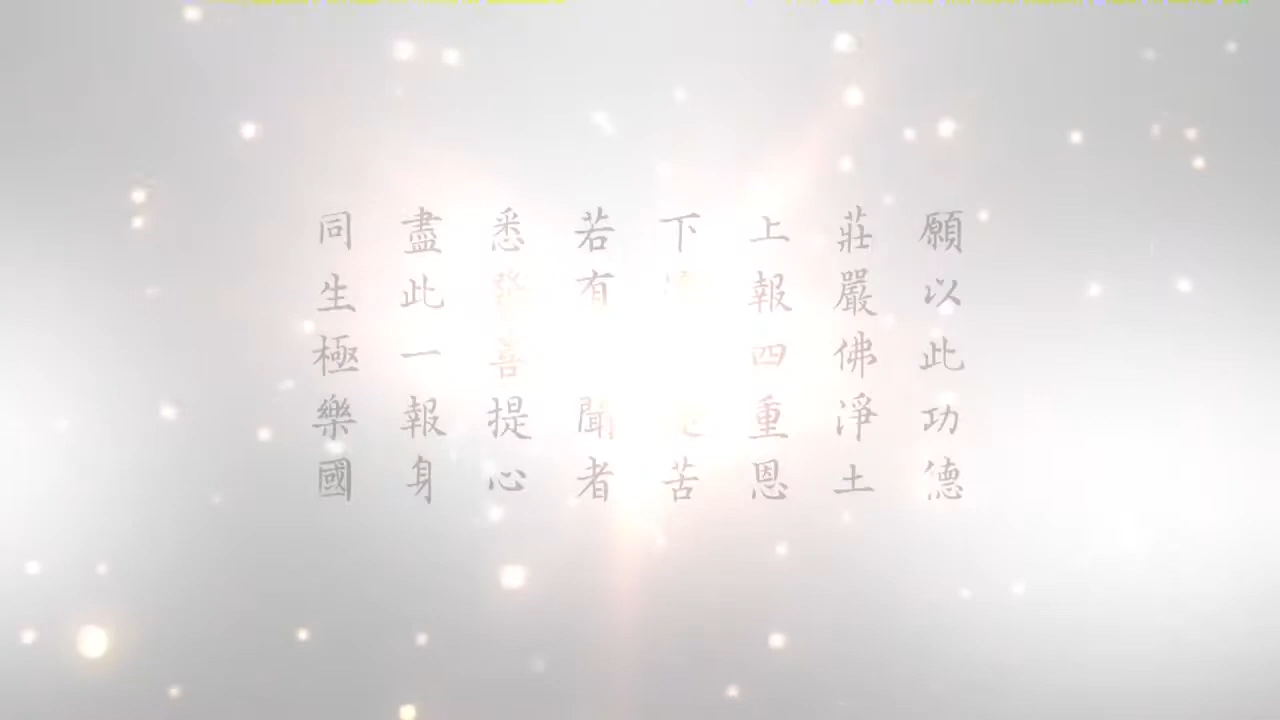 願以此功德
莊嚴佛淨土
上報四重恩
下苦
若有聞者
悉發菩提心
盡此一報身
同生極樂國